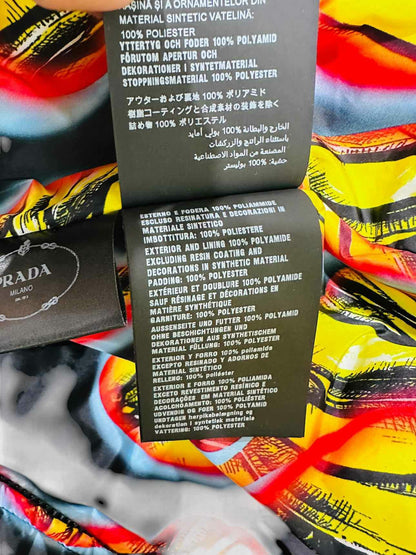 MAȘINA ȘI A ORNAMENTELOR DIN
MATERIAL SINTETIC VATELINĂ:
100% POLIESTER
YTTERTYG OCH FODER 100% POLYAMID
FÖRUTOM APERTUR OCH
DEKORATIONER I SYNTETMATERIAL
STOPPNINGSMATERIAL 100% POLYESTER
アウターおよび裏地 100% ポリアミド
樹脂コーティングと合成素材の装飾を除く
詰め物 100% ポリエステル
الخارج والبطانة 100% بولي أمايد
باستثناء الراتنج والزركشات
المصنعة من المواد الاصطناعية
حشية: 100% بوليستر
ESTERNO E FODERA 100% POLIAMMIDE
ESCLUSO RESINATURA E DECORAZIONI IN
MATERIALE SINTETICO
IMBOTTITURA: 100% POLIESTERE
EXTERIOR AND LINING 100% POLYAMIDE
EXCLUDING RESIN COATING AND
DECORATIONS IN SYNTHETIC MATERIAL
PADDING: 100% POLYESTER
EXTÉRIEUR ET DOUBLURE 100% POLYAMIDE
SAUF RÉSINAGE ET DÉCORATIONS EN
MATIÈRE SYNTHÉTIQUE
GARNITURE: 100% POLYESTER
AUSSENSEITE UND FUTTER 100% POLYAMID
OHNE BESCHICHTUNGEN UND
DEKORATIONEN AUS SYNTHETISCHEM
MATERIAL FÜLLUNG: 100% POLYESTER
EXTERIOR Y FORRO 100% poliamida
EXCEPTO RESINADO Y ADORNOS DE
MATERIAL SINTÉTICO
RELLENO: 100% poliéster
EXTERIOR E FORRO 100% POLIAMIDA
EXCETO REVESTIMENTO RESÍNICO E
DECORAÇÕES EM MATERIAL SINTÉTICO
ACOLCHOAMENTO: 100% POLIÉSTER
UDVENDIG OG FOER 100% POLYAMID
UNDTAGEN harpikebelægning og
dekoration i syntetisk materiale
VATTERING: 100% POLYESTER
PRADA
MILANO